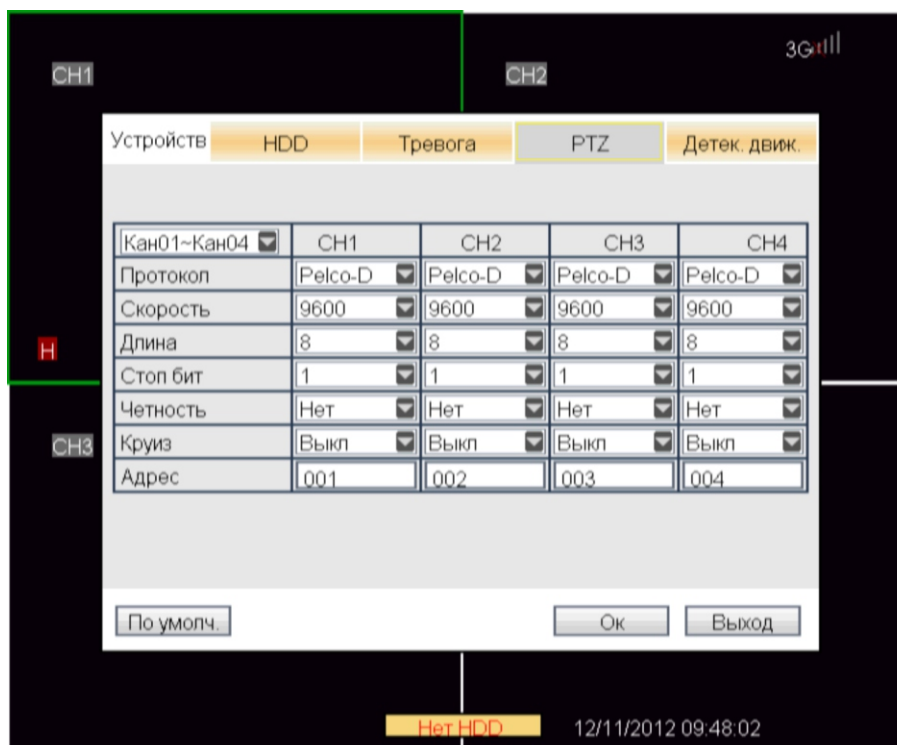 3G
CH1 CH2
Устройств HDD Тревога PTZ Детек. движ.
Кан01~Кан04 CH1 CH2 CH3 CH4
Протокол Pelco-D Pelco-D Pelco-D Pelco-D
Скорость 9600 9600 9600 9600
Длина 8 8 8 8
H
Стоп бит 1 1 1 1
Четность Нет Нет Нет Нет
CH3
Круиз Выкл Выкл Выкл Выкл
Адрес 001 002 003 004
По умолч. Ок Выход
Нет HDD 12/11/2012 09:48:02